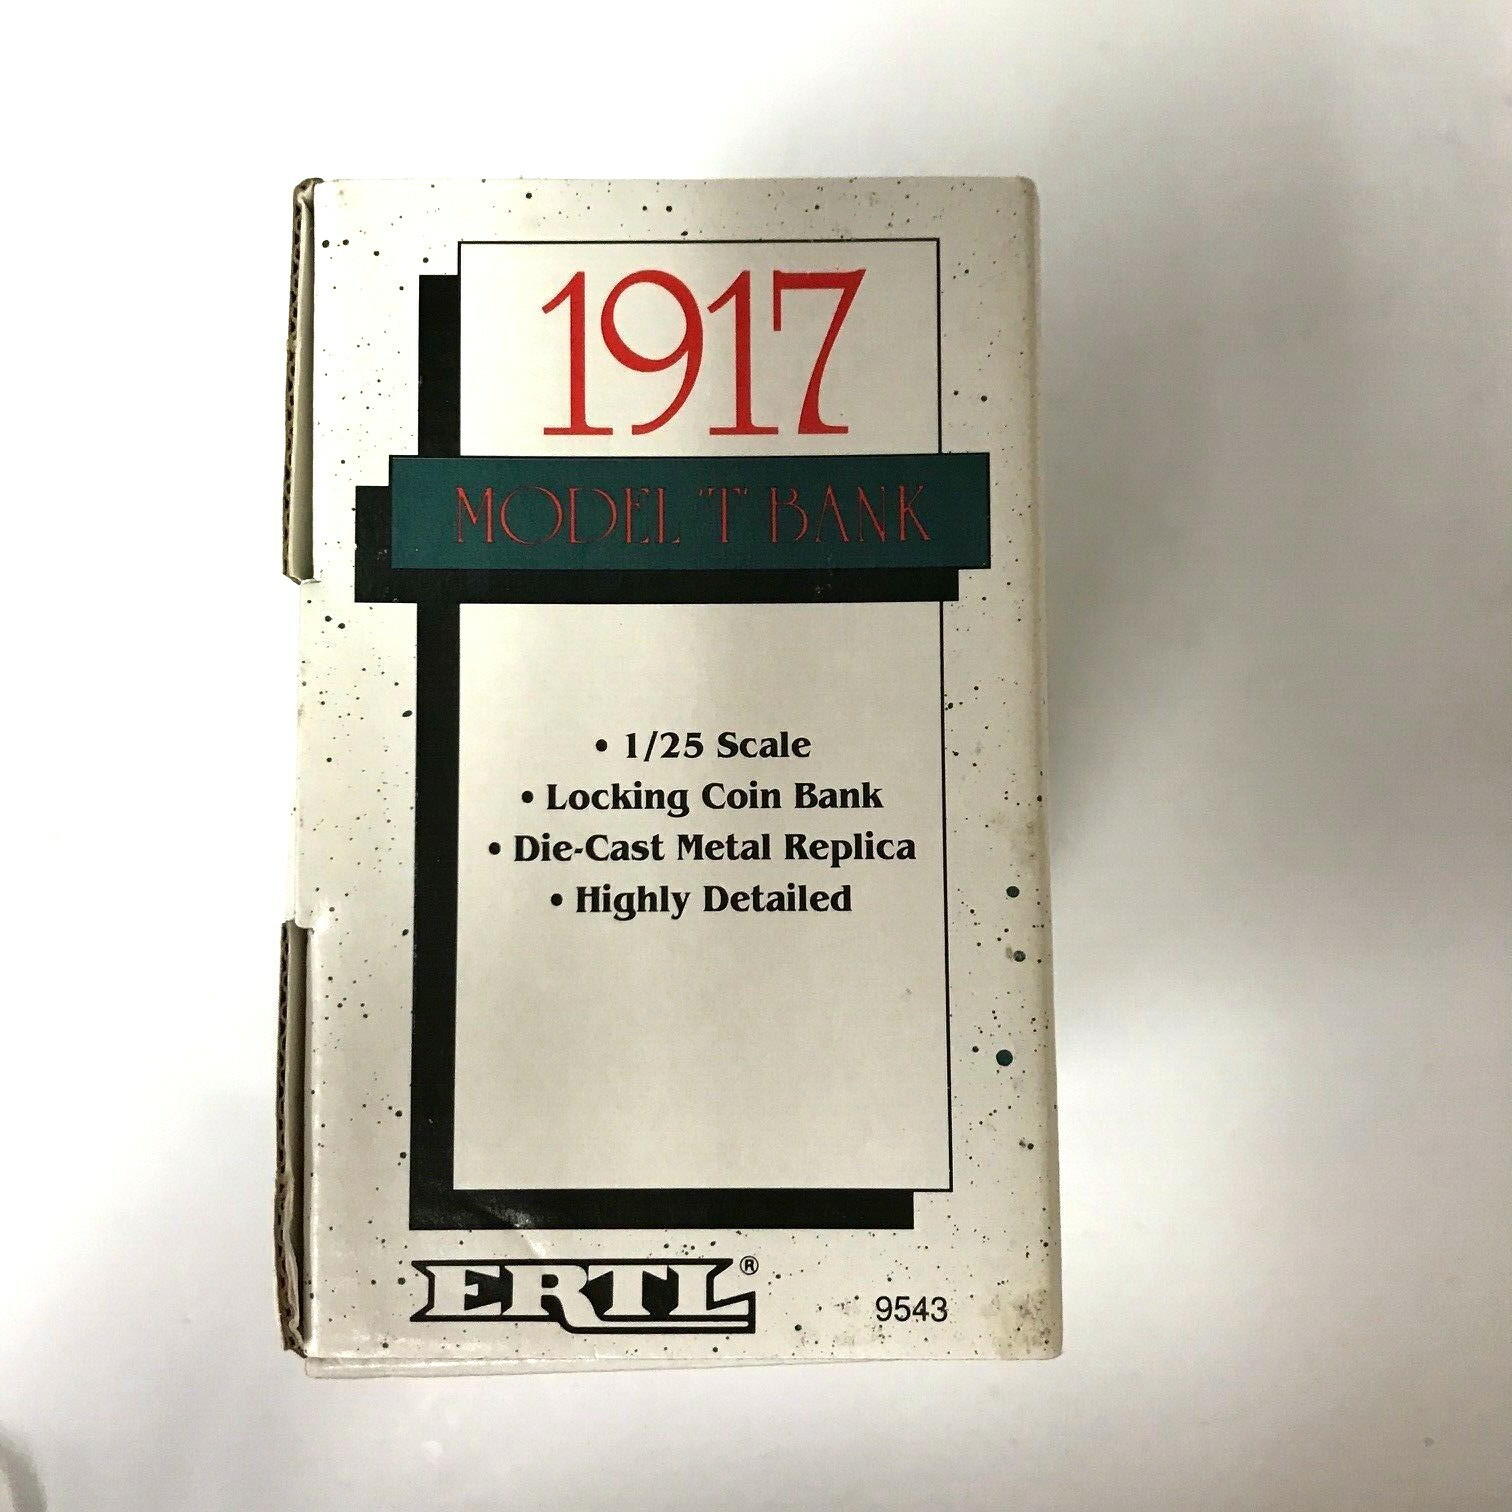 1917
MODEL "T" BANK
• 1/25 Scale
• Locking Coin Bank
• Die-Cast Metal Replica
• Highly Detailed
ERTL®
9543